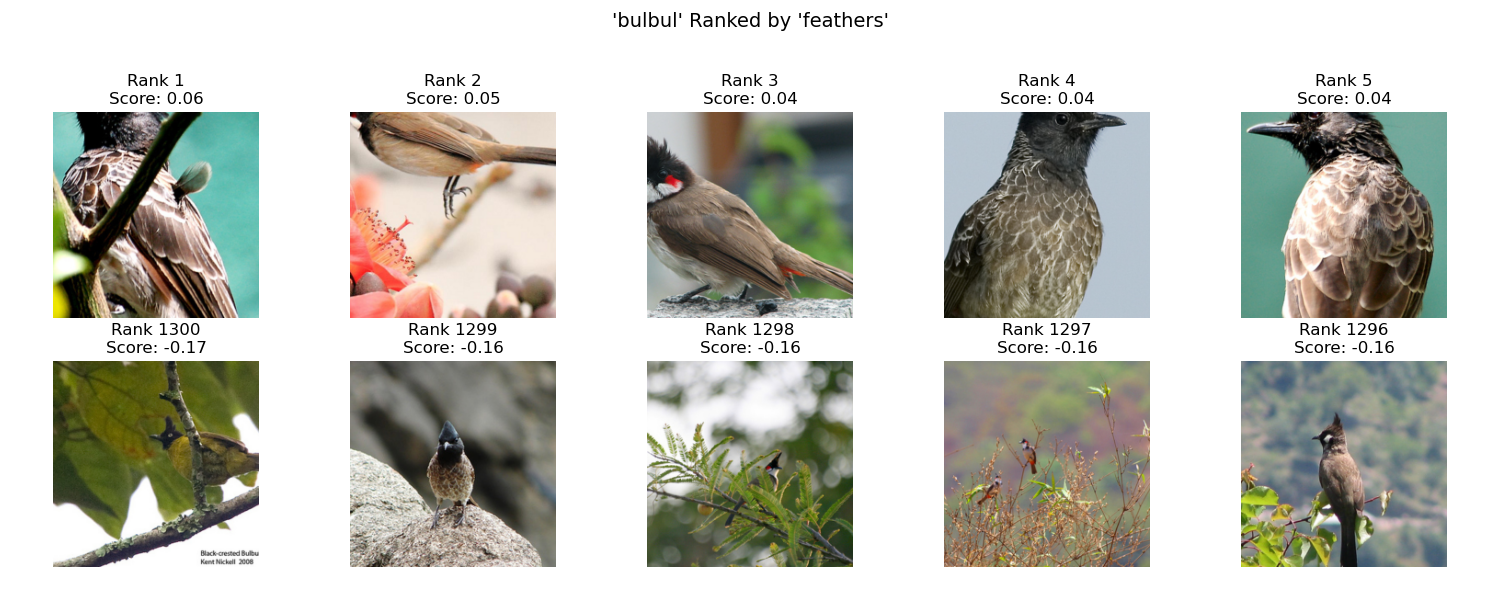 'bulbul' Ranked by 'feathers'
Rank 1
Score: 0.06
Rank 2
Score: 0.05
Rank 3
Score: 0.04
Rank 4
Score: 0.04
Rank 5
Score: 0.04
Rank 1300
Score: -0.17
Rank 1299
Score: -0.16
Rank 1298
Score: -0.16
Rank 1297
Score: -0.16
Rank 1296
Score: -0.16
Black-crested Bulbu
Kent Nickell 2008